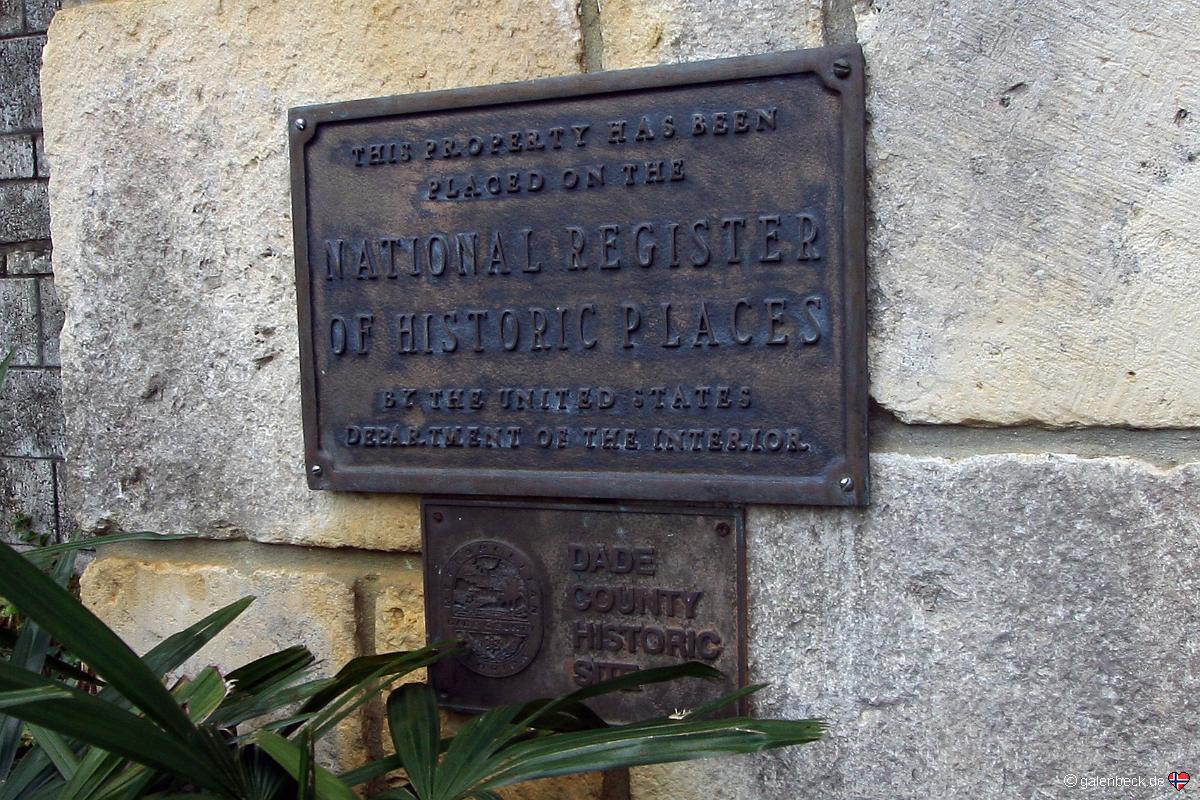 THIS PROPERTY HAS BEEN
PLACED ON THE
NATIONAL REGISTER
OF HISTORIC PLACES
BY THE UNITED STATES
DEPARTMENT OF THE INTERIOR
DADE
COUNTY
HISTORIC
SITE
© galenbeck.de